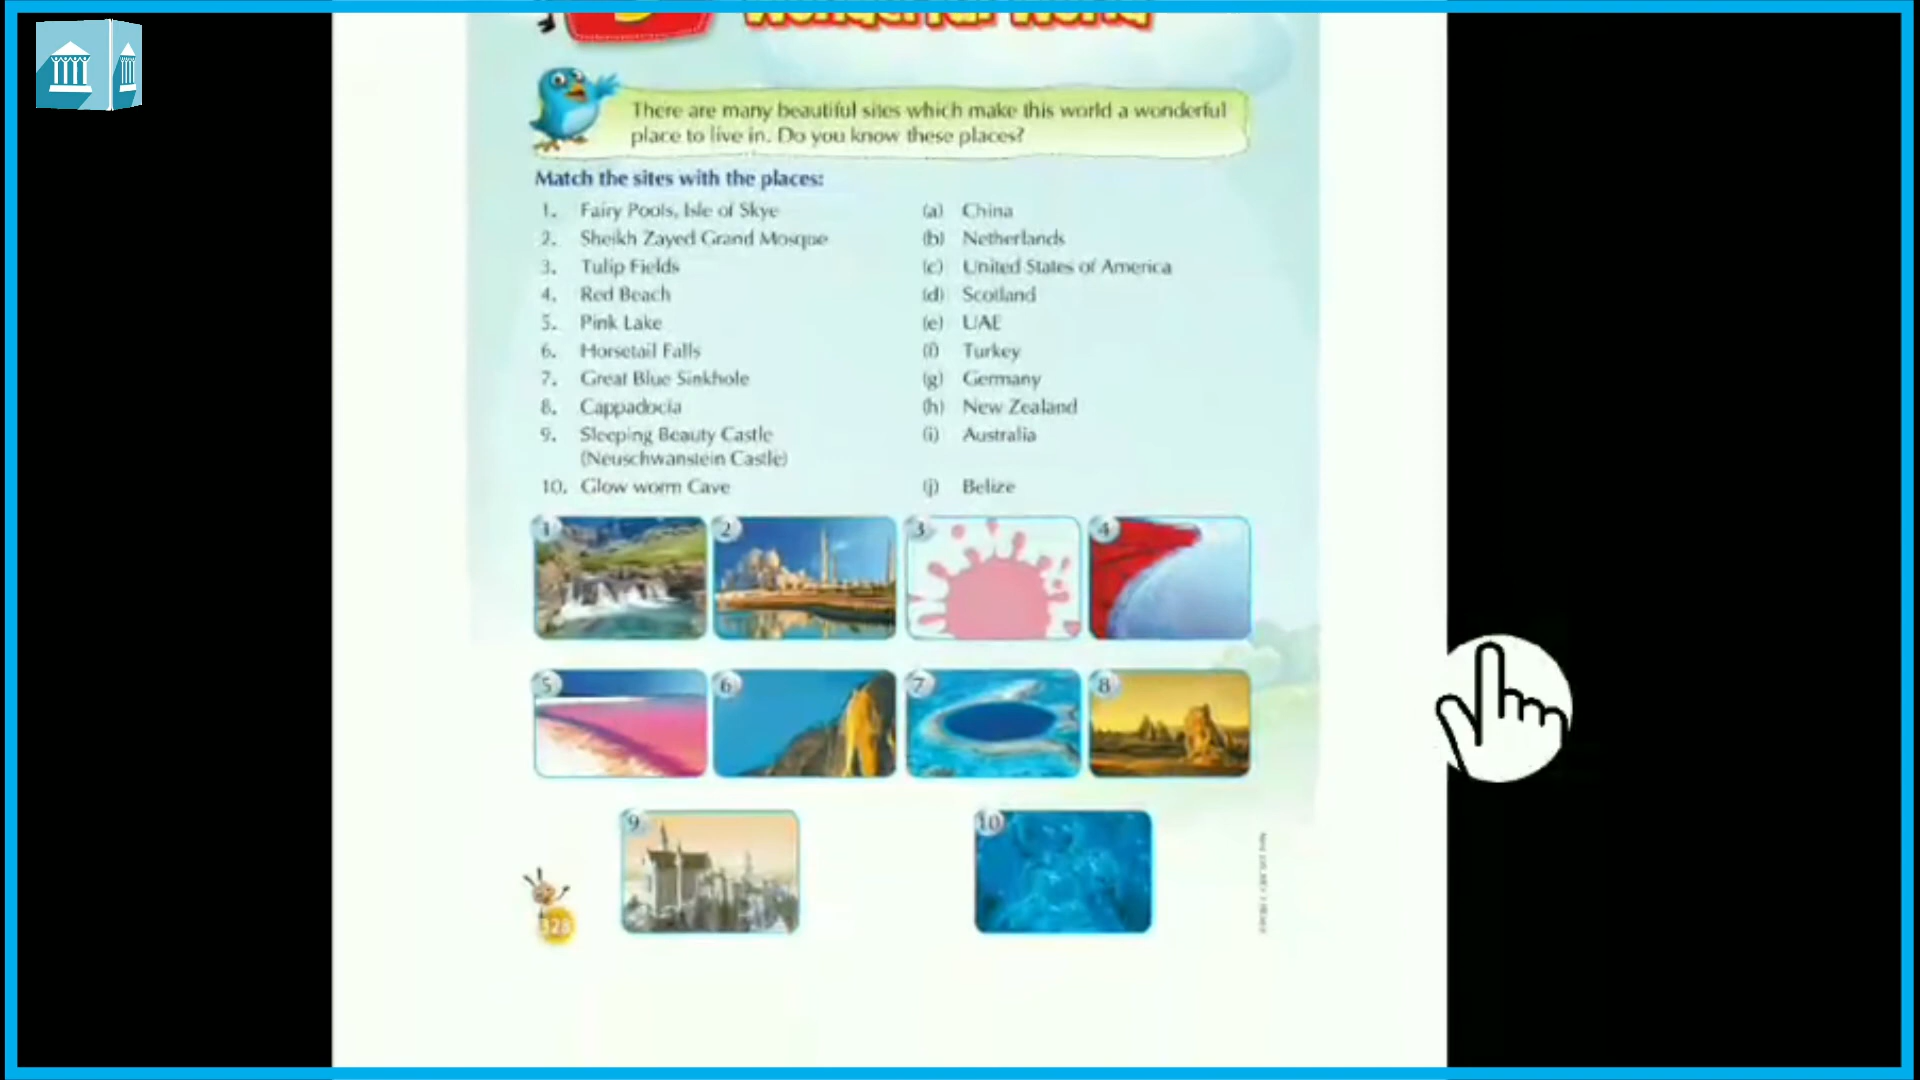 Wonderful World
There are many beautiful sites which make this world a wonderful
place to live in. Do you know these places?
Match the sites with the places:
1. Fairy Pools, Isle of Skye (a) China
2. Sheikh Zayed Grand Mosque (b) Netherlands
3. Tulip Fields (c) United States of America
4. Red Beach (d) Scotland
5. Pink Lake (e) UAE
6. Horsetail Falls (f) Turkey
7. Great Blue Sinkhole (g) Germany
8. Cappadocia (h) New Zealand
9. Sleeping Beauty Castle (i) Australia
(Neuschwanstein Castle)
10. Glow worm Cave (j) Belize
1 2 3 4
5 6 7 8
9 10
328